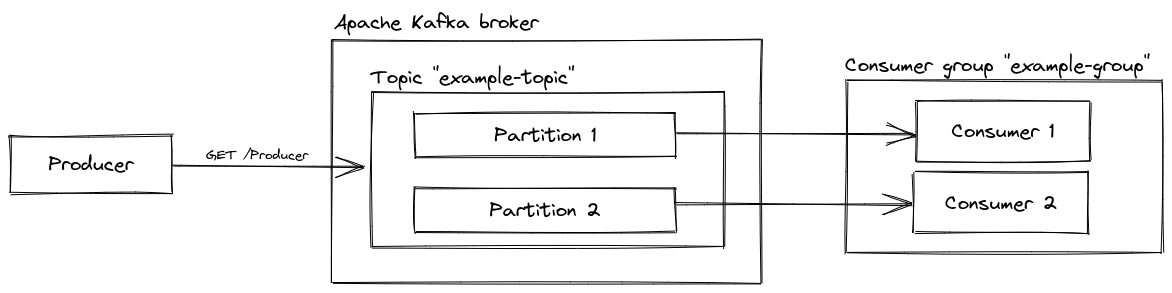 Apache Kafka broker
Topic "example-topic"
Consumer group "example-group"
Producer
GET /Producer
Partition 1
Consumer 1
Partition 2
Consumer 2